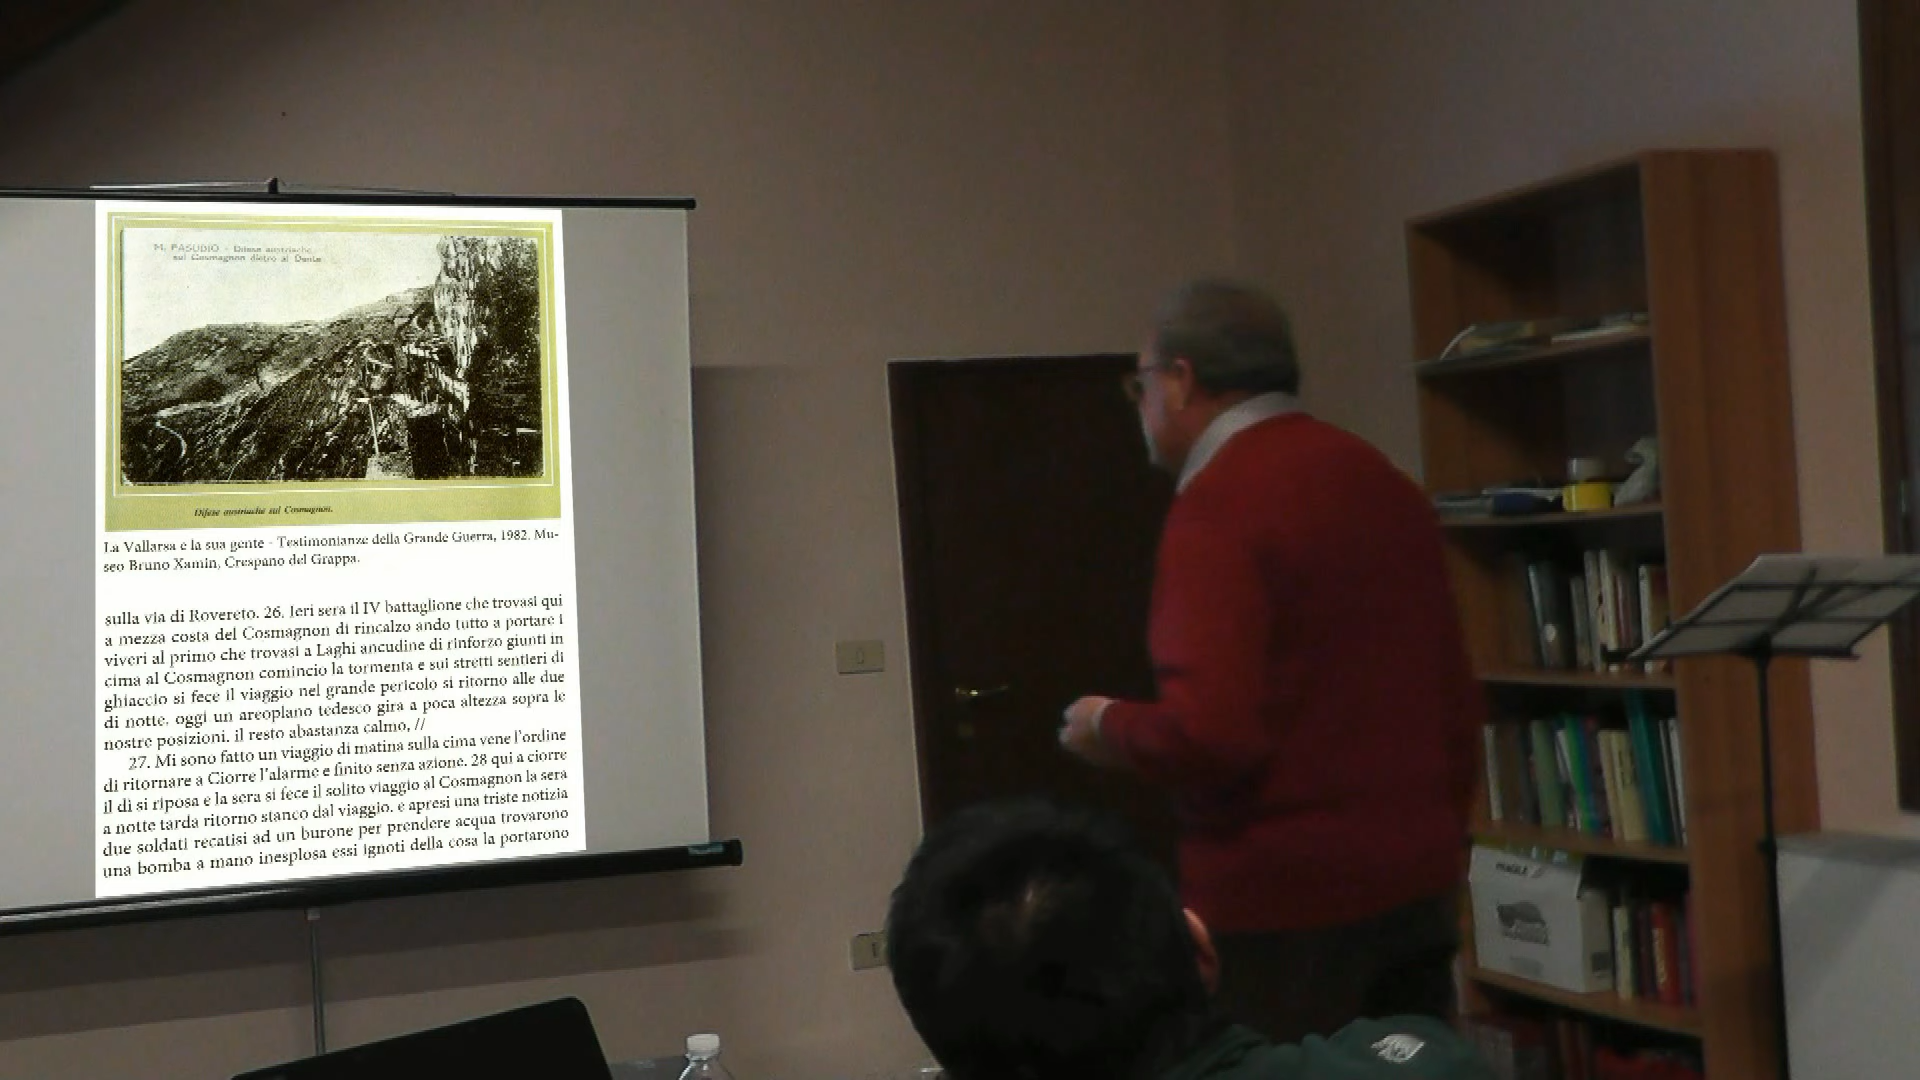 M. PASUDIO - Difese austriache
sul Cosmagnon dietro al Dente
Difese austriache sul Cosmagnon.
La Vallarsa e la sua gente - Testimonianze della Grande Guerra, 1982. Mu-
seo Bruno Xamin, Crespano del Grappa.
sulla via di Rovereto. 26. Ieri sera il IV battaglione che trovasi qui
a mezza costa del Cosmagnon di rincalzo ando tutto a portare i
viveri al primo che trovasi a Laghi ancudine di rinforzo giunti in
cima al Cosmagnon comincio la tormenta e sui stretti sentieri di
ghiaccio si fece il viaggio nel grande pericolo si ritorno alle due
di notte. oggi un areoplano tedesco gira a poca altezza sopra le
nostre posizioni. il resto abastanza calmo, //
27. Mi sono fatto un viaggio di matina sulla cima vene l'ordine
di ritornare a Ciorre l'alarme e finito senza azione. 28 qui a ciorre
il dì si riposa e la sera si fece il solito viaggio al Cosmagnon la sera
a notte tarda ritorno stanco dal viaggio. e apresi una triste notizia
due soldati recatisi ad un burone per prendere acqua trovarono
una bomba a mano inesplosa essi ignoti della cosa la portarono
FRAGILE